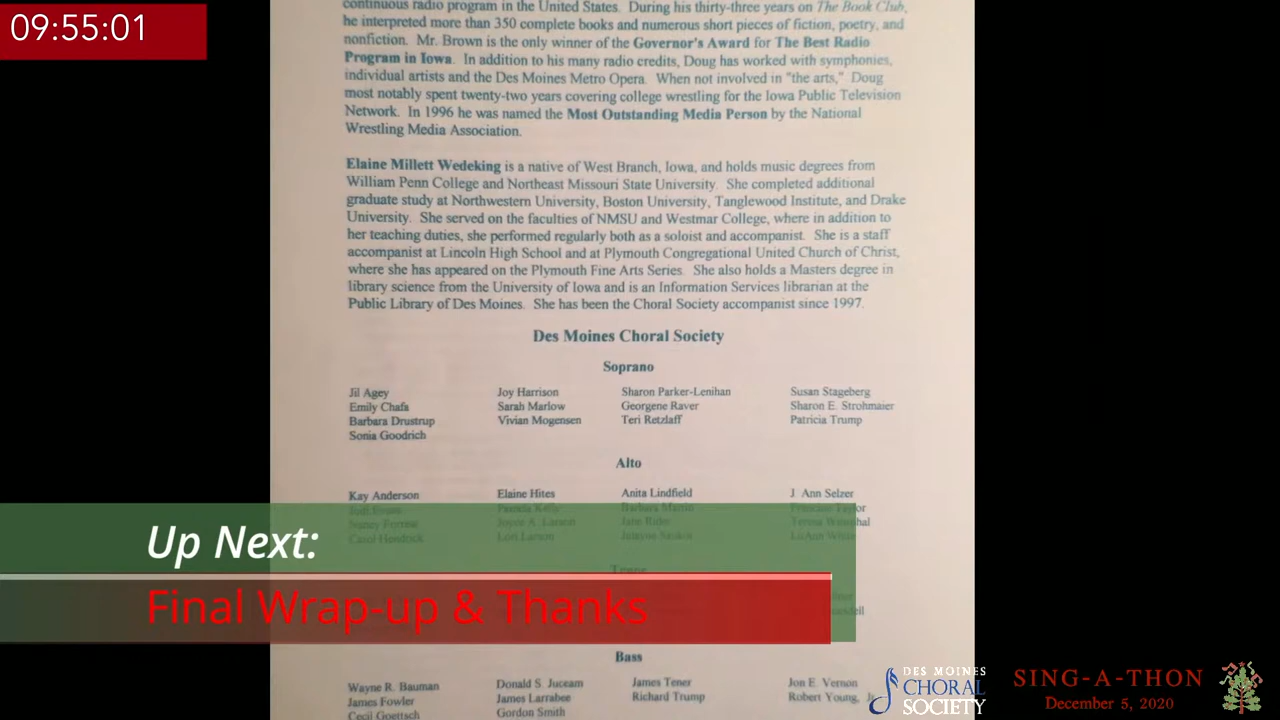 09:55:01
continuous radio program in the United States. During his thirty-three years on The Book Club,
he interpreted more than 350 complete books and numerous short pieces of fiction, poetry, and
nonfiction. Mr. Brown is the only winner of the Governor's Award for The Best Radio
Program in Iowa. In addition to his many radio credits, Doug has worked with symphonies,
individual artists and the Des Moines Metro Opera. When not involved in "the arts," Doug
most notably spent twenty-two years covering college wrestling for the Iowa Public Television
Network. In 1996 he was named the Most Outstanding Media Person by the National
Wrestling Media Association.
Elaine Millett Wedeking is a native of West Branch, Iowa, and holds music degrees from
William Penn College and Northeast Missouri State University. She completed additional
graduate study at Northwestern University, Boston University, Tanglewood Institute, and Drake
University. She served on the faculties of NMSU and Westmar College, where in addition to
her teaching duties, she performed regularly both as a soloist and accompanist. She is a staff
accompanist at Lincoln High School and at Plymouth Congregational United Church of Christ,
where she has appeared on the Plymouth Fine Arts Series. She also holds a Masters degree in
library science from the University of Iowa and is an Information Services librarian at the
Public Library of Des Moines. She has been the Choral Society accompanist since 1997.
Des Moines Choral Society
Soprano
Jil Agey Joy Harrison Sharon Parker-Lenihan Susan Stageberg
Emily Chafa Sarah Marlow Georgene Raver Sharon E. Strohmaier
Barbara Drustrup Vivian Mogensen Teri Retzlaff Patricia Trump
Sonia Goodrich
Alto
Kay Anderson Elaine Hites Anita Lindfield J. Ann Selzer
Pamela Kelly Barbara Martin Taylor
Nancy Joyce A. Larson Jane
Carol Lori Larson
Up Next:
Final Wrap-up & Thanks
Bass
Wayne R. Bauman Donald S. Juceam James Tener Jon E. Vernon
James Fowler James Larrabee Richard Trump Robert Young, Jr.
Cecil Goettsch Gordon Smith
DES MOINES
CHORAL
SOCIETY
SING-A-THON
December 5, 2020